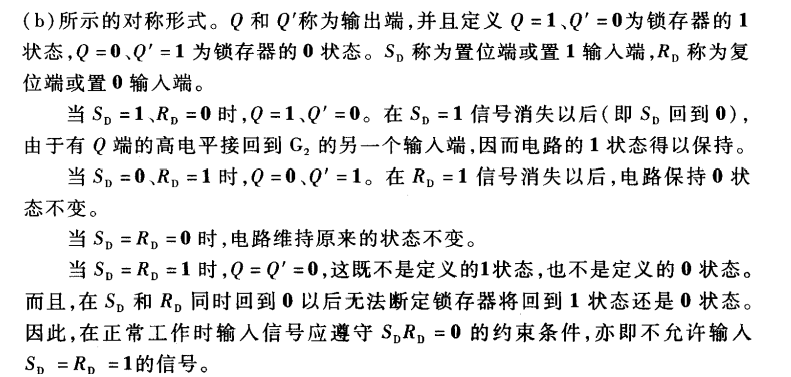 (b)所示的对称形式。Q 和 Q′称为输出端,并且定义 Q =1、Q′ =0为锁存器的 1
状态,Q =0、Q′ =1 为锁存器的 0 状态。S_D 称为置位端或置 1 输入端,R_D 称为复
位端或置 0 输入端。
当 S_D =1、R_D =0 时,Q =1、Q′ =0。在 S_D =1 信号消失以后(即 S_D 回到 0),
由于有 Q 端的高电平接回到 G₂ 的另一个输入端,因而电路的 1 状态得以保持。
当 S_D =0、R_D =1 时,Q =0、Q′ =1。在 R_D =1 信号消失以后,电路保持 0 状
态不变。
当 S_D = R_D =0 时,电路维持原来的状态不变。
当 S_D = R_D =1 时,Q = Q′ =0,这既不是定义的1状态,也不是定义的 0 状态。
而且,在 S_D 和 R_D 同时回到 0 以后无法断定锁存器将回到 1 状态还是 0 状态。
因此,在正常工作时输入信号应遵守 S_DR_D =0 的约束条件,亦即不允许输入
S_D = R_D =1的信号。